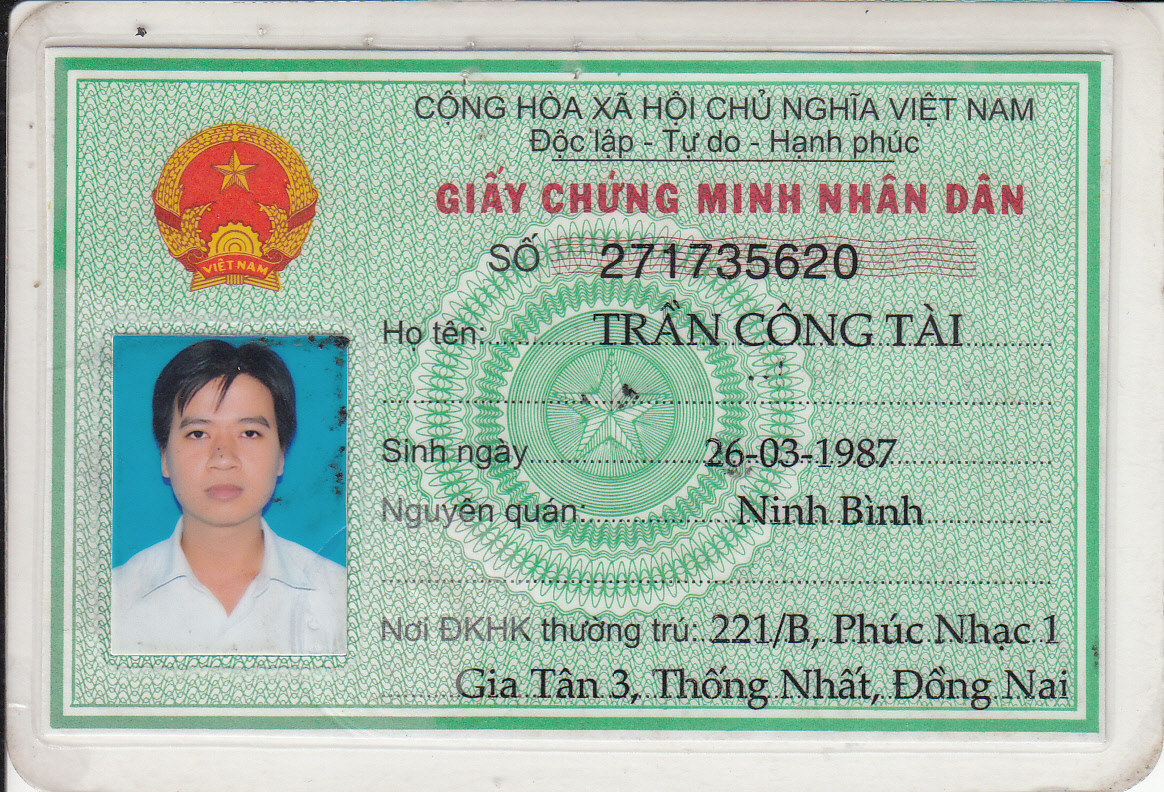 CỘNG HÒA XÃ HỘI CHỦ NGHĨA VIỆT NAM
Độc lập - Tự do - Hạnh phúc
GIẤY CHỨNG MINH NHÂN DÂN
SỐ 271735620
VIỆT NAM
Họ tên: TRẦN CÔNG TÀI
Sinh ngày 26-03-1987
Nguyên quán: Ninh Bình
Nơi ĐKHK thường trú: 221/B, Phúc Nhạc 1
Gia Tân 3, Thống Nhất, Đồng Nai